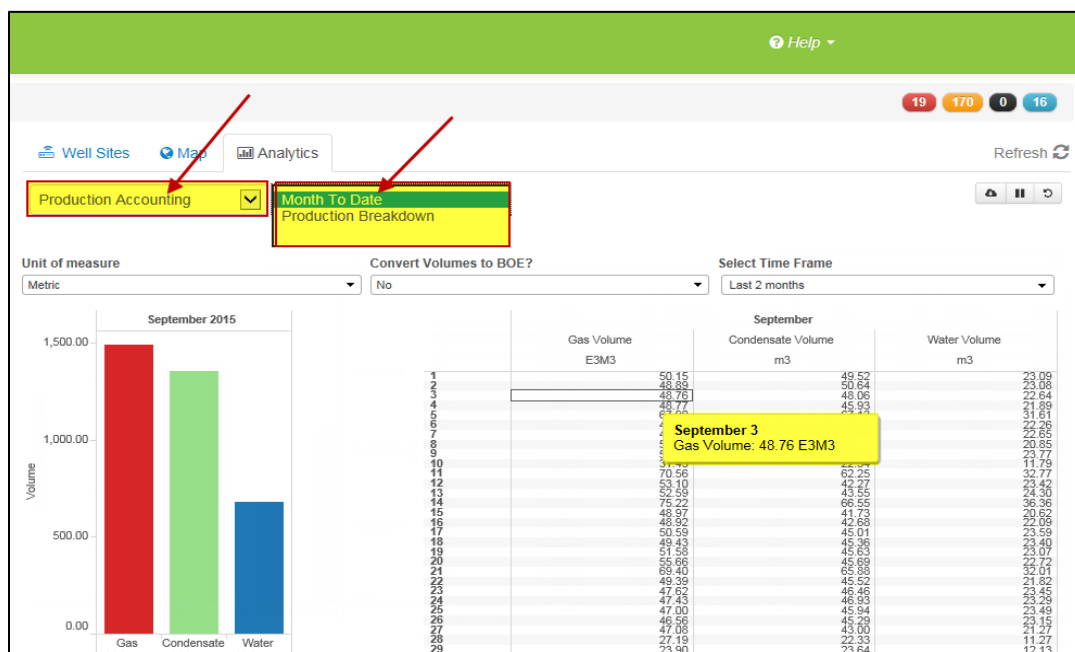 Help
19 170 0 16
Well Sites Map Analytics Refresh
Production Accounting
Month To Date
Production Breakdown
Unit of measure Convert Volumes to BOE? Select Time Frame
Metric No Last 2 months
September 2015 September
Gas Volume Condensate Volume Water Volume
E3M3 m3 m3
1,500.00
1,000.00
500.00
0.00
Volume
Gas Condensate Water
1 50.15 49.52 23.09
2 48.89 50.64 23.08
3 48.76 48.06 22.64
4 48.77 45.93 21.89
5 31.61
6 22.26
7 22.65
8 20.85
9 23.77
10 11.79
11 70.56 62.25 32.77
12 53.10 42.27 23.42
13 52.59 43.55 24.30
14 75.22 66.55 36.36
15 48.97 41.73 20.62
16 48.92 42.68 22.09
17 50.59 45.01 23.59
18 49.43 45.36 23.40
19 51.58 45.63 23.07
20 55.66 45.69 22.72
21 69.40 65.88 32.01
22 49.39 45.52 21.82
23 47.62 46.46 23.45
24 47.43 46.93 23.29
25 47.00 45.94 23.49
26 46.56 45.29 23.15
27 47.08 43.00 21.27
28 27.19 22.33 11.27
29 23.90 23.64 12.13
September 3
Gas Volume: 48.76 E3M3